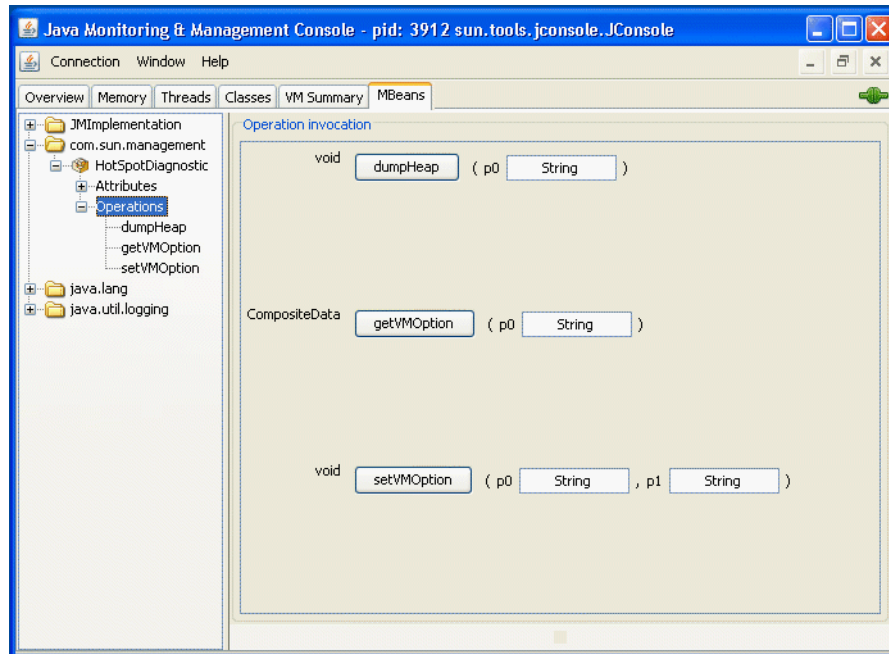 Java Monitoring & Management Console - pid: 3912 sun.tools.jconsole.JConsole
Connection Window Help
Overview Memory Threads Classes VM Summary MBeans
JMImplementation
com.sun.management
HotSpotDiagnostic
Attributes
Operations
dumpHeap
getVMOption
setVMOption
java.lang
java.util.logging
Operation invocation
void dumpHeap ( p0 String )
CompositeData getVMOption ( p0 String )
void setVMOption ( p0 String , p1 String )